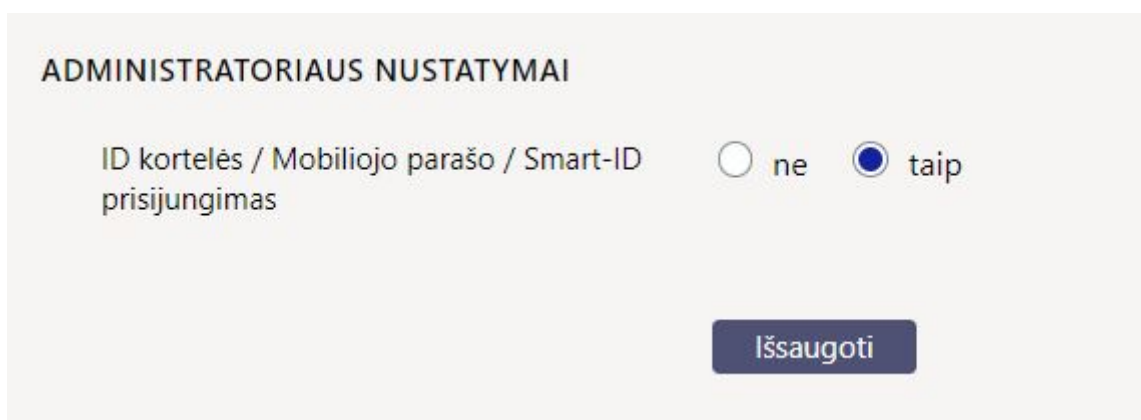 ADMINISTRATORIAUS NUSTATYMAI
ID kortelės / Mobiliojo parašo / Smart-ID
prisijungimas
ne taip
Išsaugoti